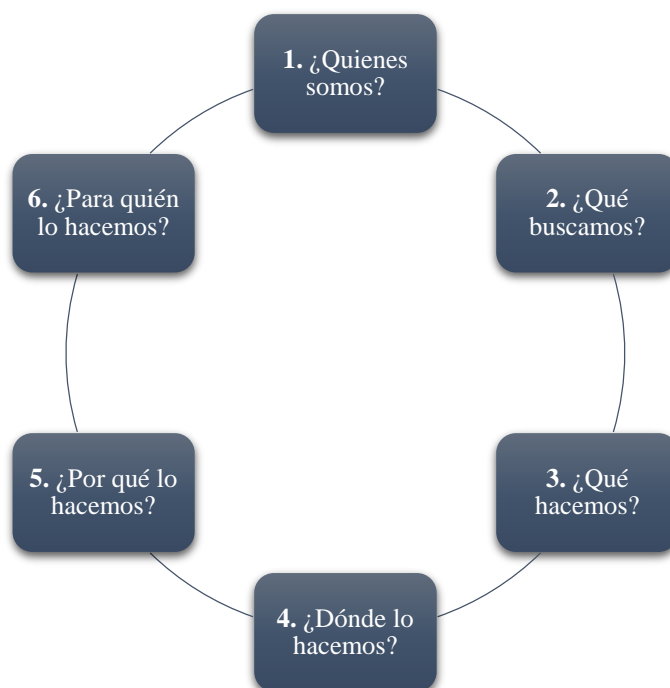 1. ¿Quienes
somos?
2. ¿Qué
buscamos?
3. ¿Qué
hacemos?
4. ¿Dónde lo
hacemos?
5. ¿Por qué lo
hacemos?
6. ¿Para quién
lo hacemos?